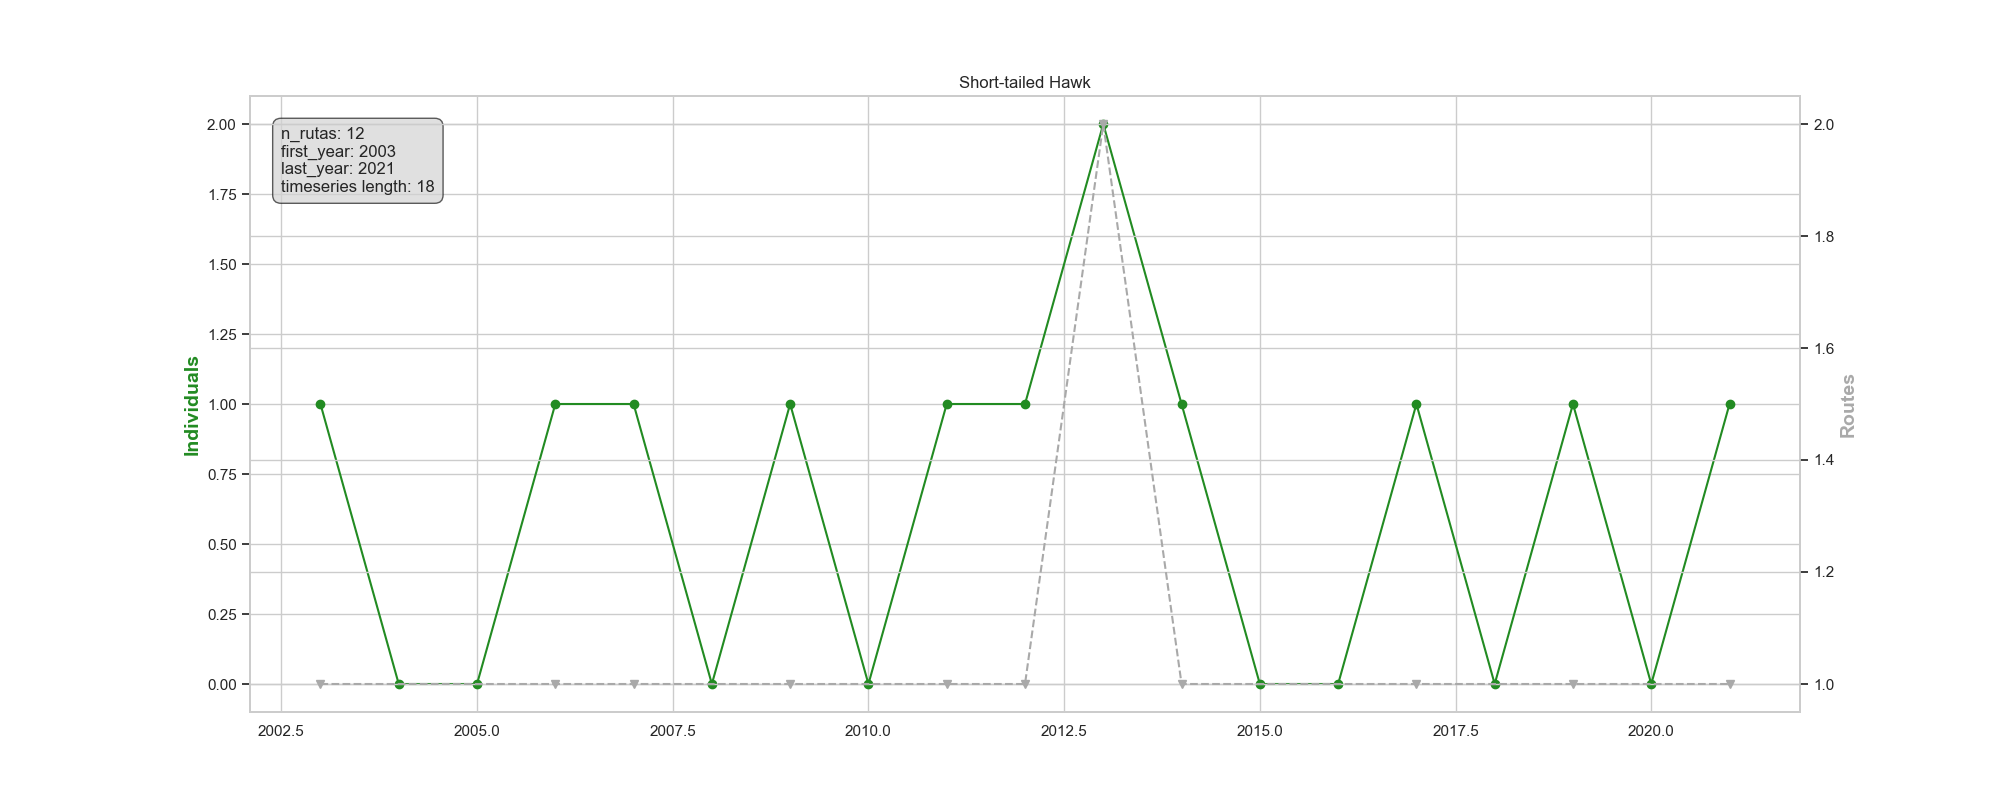 Short-tailed Hawk
n_rutas: 12
first_year: 2003
last_year: 2021
timeseries length: 18
Individuals
2.00
1.75
1.50
1.25
1.00
0.75
0.50
0.25
0.00
2.0
1.8
1.6
1.4
1.2
1.0
Routes
2002.5 2005.0 2007.5 2010.0 2012.5 2015.0 2017.5 2020.0